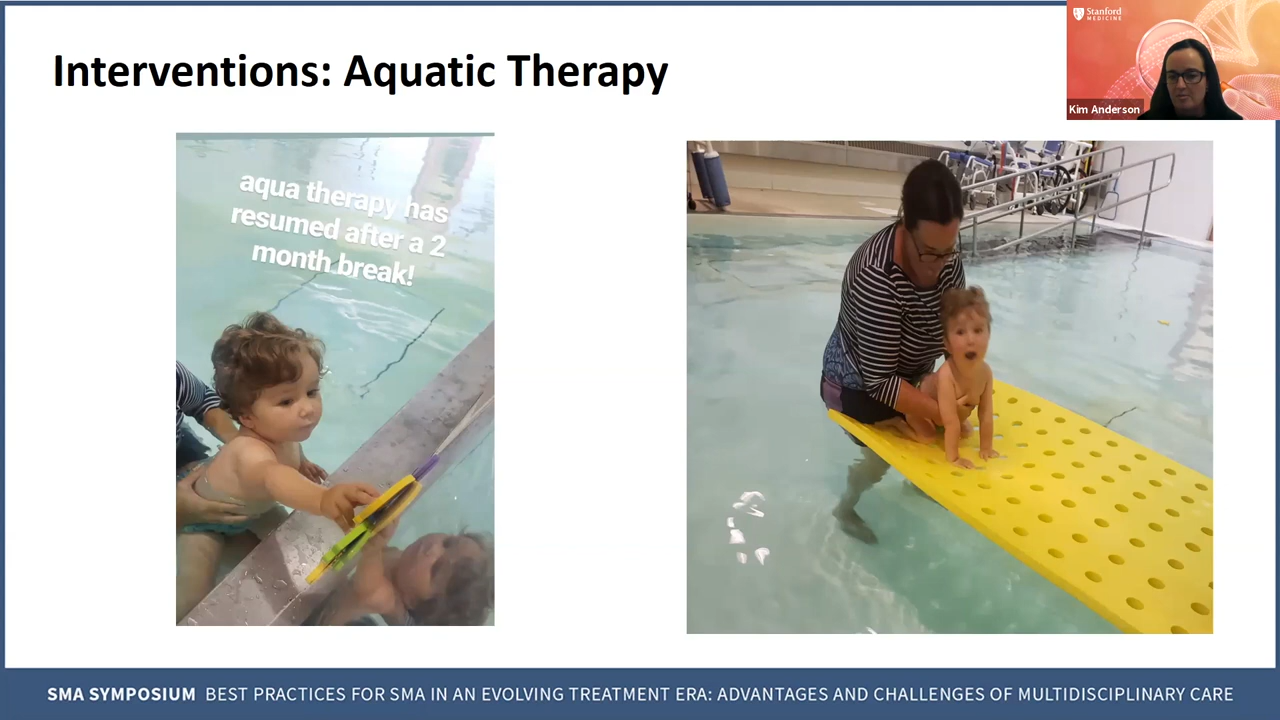 Interventions: Aquatic Therapy
Stanford
MEDICINE
Kim Anderson
aqua therapy has
resumed after a 2
month break!
SMA SYMPOSIUM BEST PRACTICES FOR SMA IN AN EVOLVING TREATMENT ERA: ADVANTAGES AND CHALLENGES OF MULTIDISCIPLINARY CARE